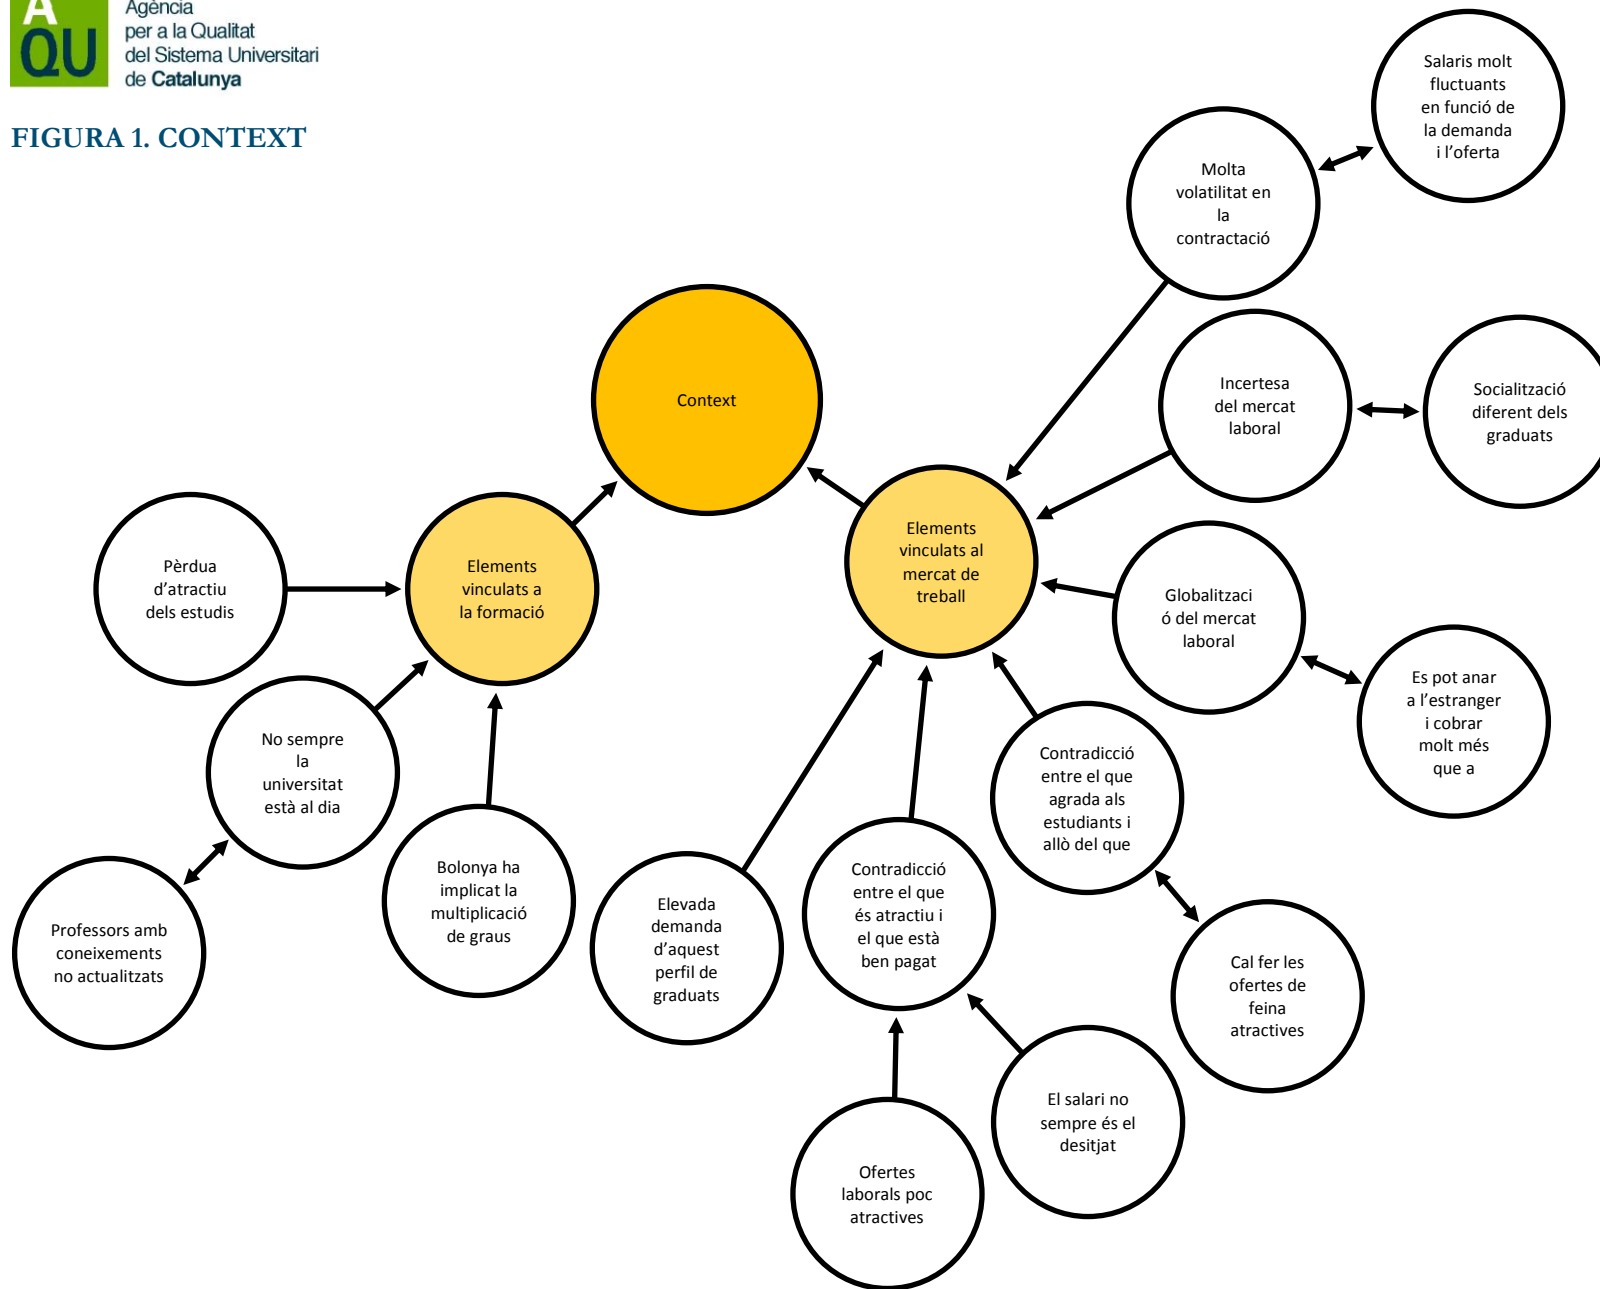 AQU
Agència
per a la Qualitat
del Sistema Universitari
de Catalunya
FIGURA 1. CONTEXT
Salaris molt
fluctuants
en funció de
la demanda
i l’oferta
Molta
volatilitat en
la
contractació
Context
Incertesa
del mercat
laboral
Socialització
diferent dels
graduats
Elements
vinculats al
mercat de
treball
Pèrdua
d’atractiu
dels estudis
Elements
vinculats a
la formació
Globalitzaci
ó del mercat
laboral
Es pot anar
a l’estranger
i cobrar
molt més
que a
No sempre
la
universitat
està al dia
Contradicció
entre el que
agrada als
estudiants i
allò del que
Bolonya ha
implicat la
multiplicació
de graus
Contradicció
entre el que
és atractiu i
el que està
ben pagat
Elevada
demanda
d’aquest
perfil de
graduats
Professors amb
coneixements
no actualitzats
Cal fer les
ofertes de
feina
atractives
El salari no
sempre és el
desitjat
Ofertes
laborals poc
atractives